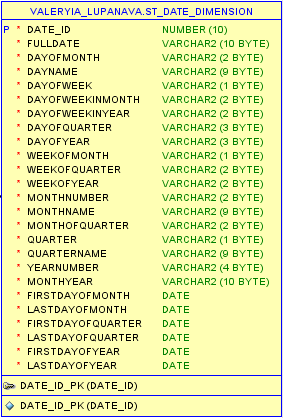 VALERYIA_LUPANAVA.ST_DATE_DIMENSION
P * DATE_ID NUMBER (10)
* FULLDATE VARCHAR2 (10 BYTE)
* DAYOFMONTH VARCHAR2 (2 BYTE)
* DAYNAME VARCHAR2 (9 BYTE)
* DAYOFWEEK VARCHAR2 (1 BYTE)
* DAYOFWEEKINMONTH VARCHAR2 (2 BYTE)
* DAYOFWEEKINYEAR VARCHAR2 (2 BYTE)
* DAYOFQUARTER VARCHAR2 (3 BYTE)
* DAYOFYEAR VARCHAR2 (3 BYTE)
* WEEKOFMONTH VARCHAR2 (1 BYTE)
* WEEKOFQUARTER VARCHAR2 (2 BYTE)
* WEEKOFYEAR VARCHAR2 (2 BYTE)
* MONTHNUMBER VARCHAR2 (2 BYTE)
* MONTHNAME VARCHAR2 (9 BYTE)
* MONTHOFQUARTER VARCHAR2 (2 BYTE)
* QUARTER VARCHAR2 (1 BYTE)
* QUARTERNAME VARCHAR2 (9 BYTE)
* YEARNUMBER VARCHAR2 (4 BYTE)
* MONTHYEAR VARCHAR2 (10 BYTE)
* FIRSTDAYOFMONTH DATE
* LASTDAYOFMONTH DATE
* FIRSTDAYOFQUARTER DATE
* LASTDAYOFQUARTER DATE
* FIRSTDAYOFYEAR DATE
* LASTDAYOFYEAR DATE
DATE_ID_PK (DATE_ID)
DATE_ID_PK (DATE_ID)